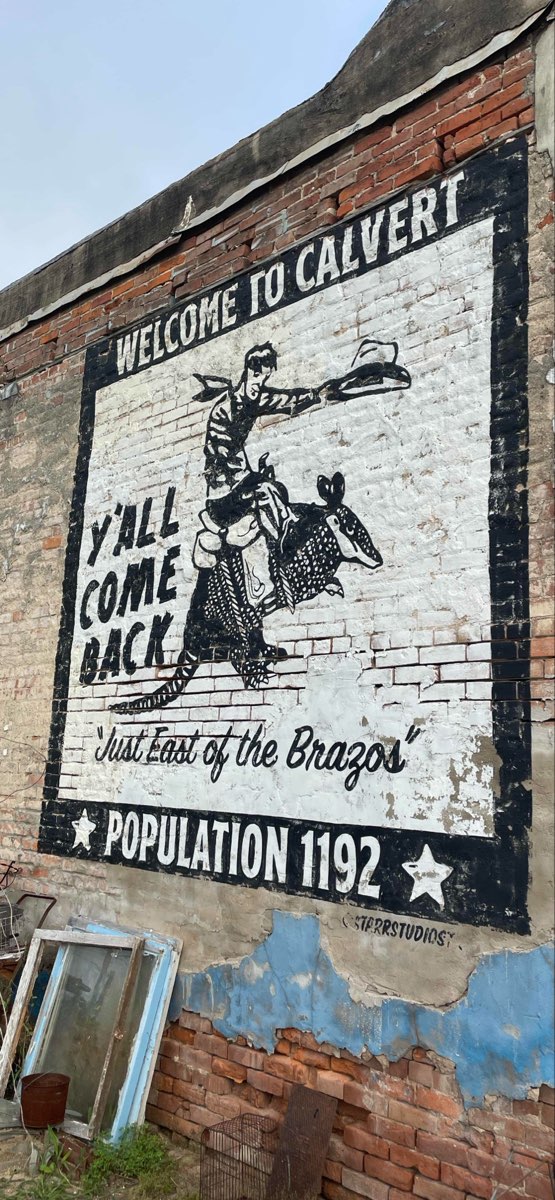 WELCOME TO CALVERT
Y'ALL
COME
BACK
"Just East of the Brazos"
POPULATION 1192
STARRSTUDIOS